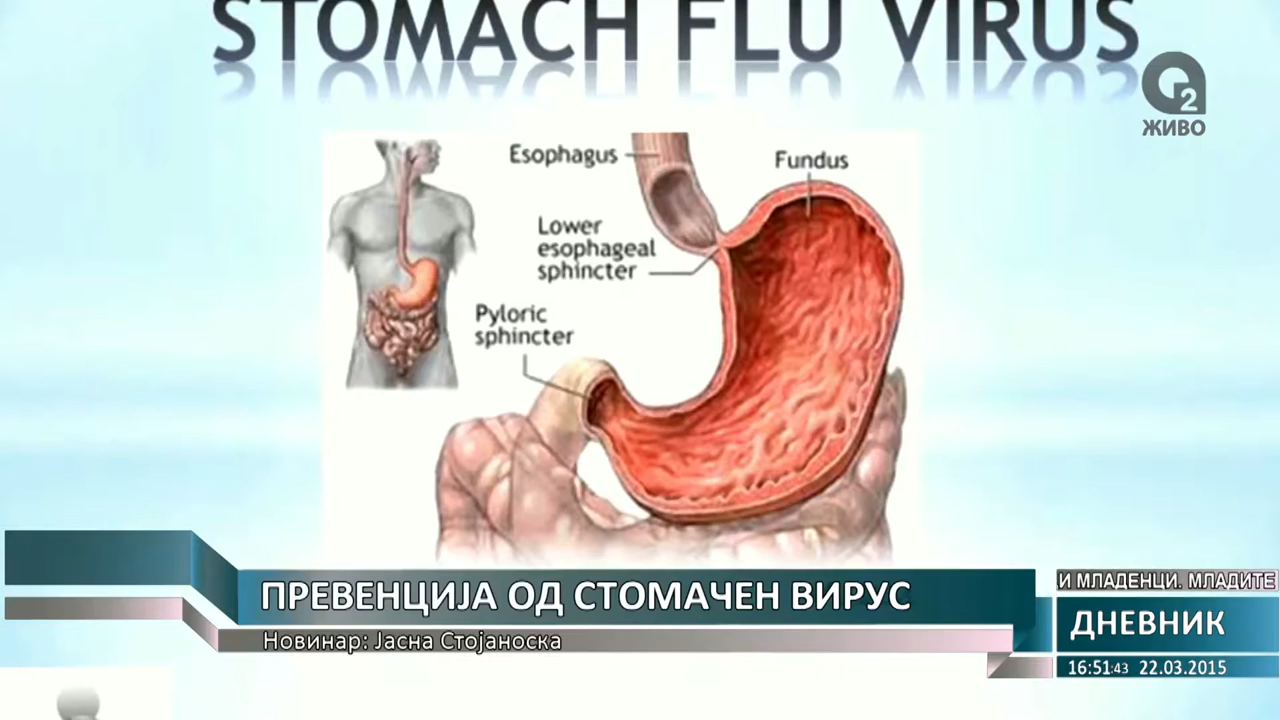 STOMACH FLU VIRUS
2
ЖИВО
Esophagus
Fundus
Lower
esophageal
sphincter
Pyloric
sphincter
ПРЕВЕНЦИЈА ОД СТОМАЧЕН ВИРУС
Новинар: Јасна Стојаноска
И МЛАДЕНЦИ. МЛАДИТЕ
ДНЕВНИК
16:51:43 22.03.2015